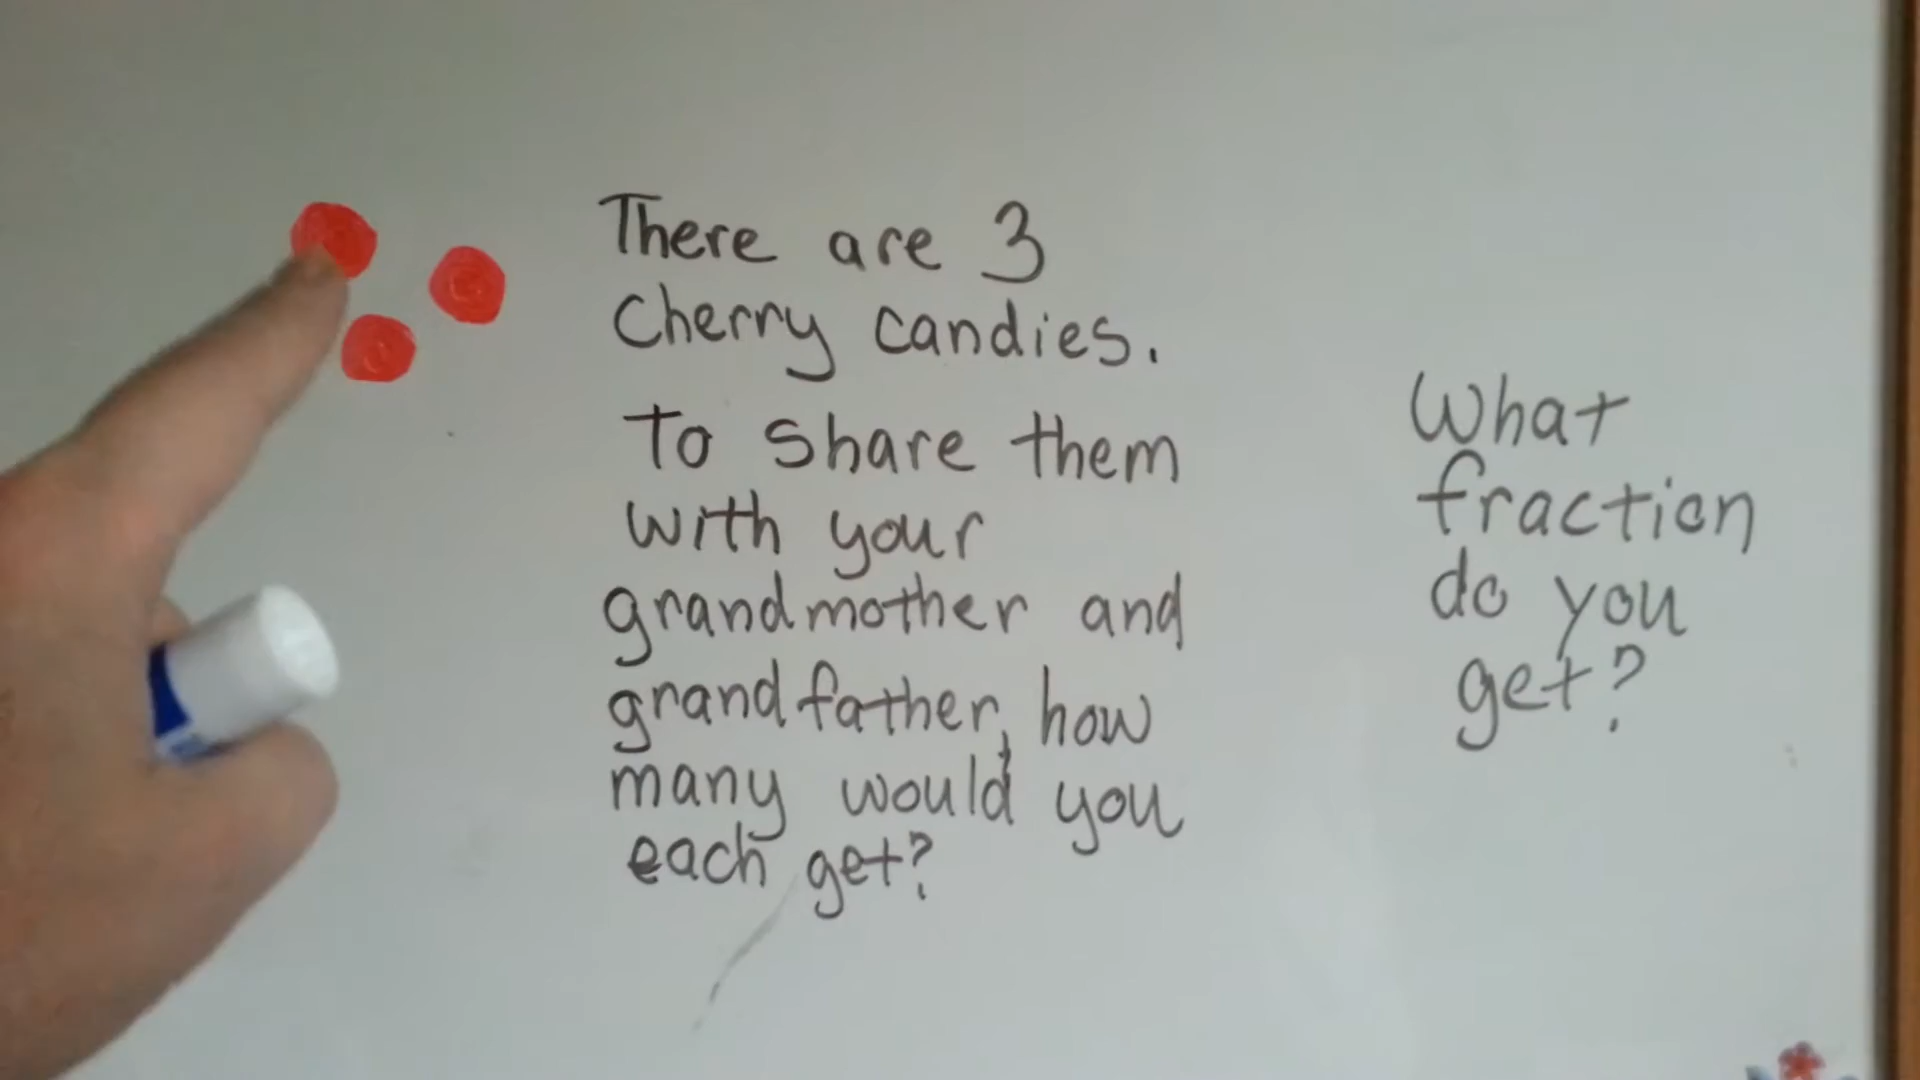 There are 3
Cherry candies.
To share them
with your
grandmother and
grandfather, how
many would you
each get?
What
fraction
do you
get?